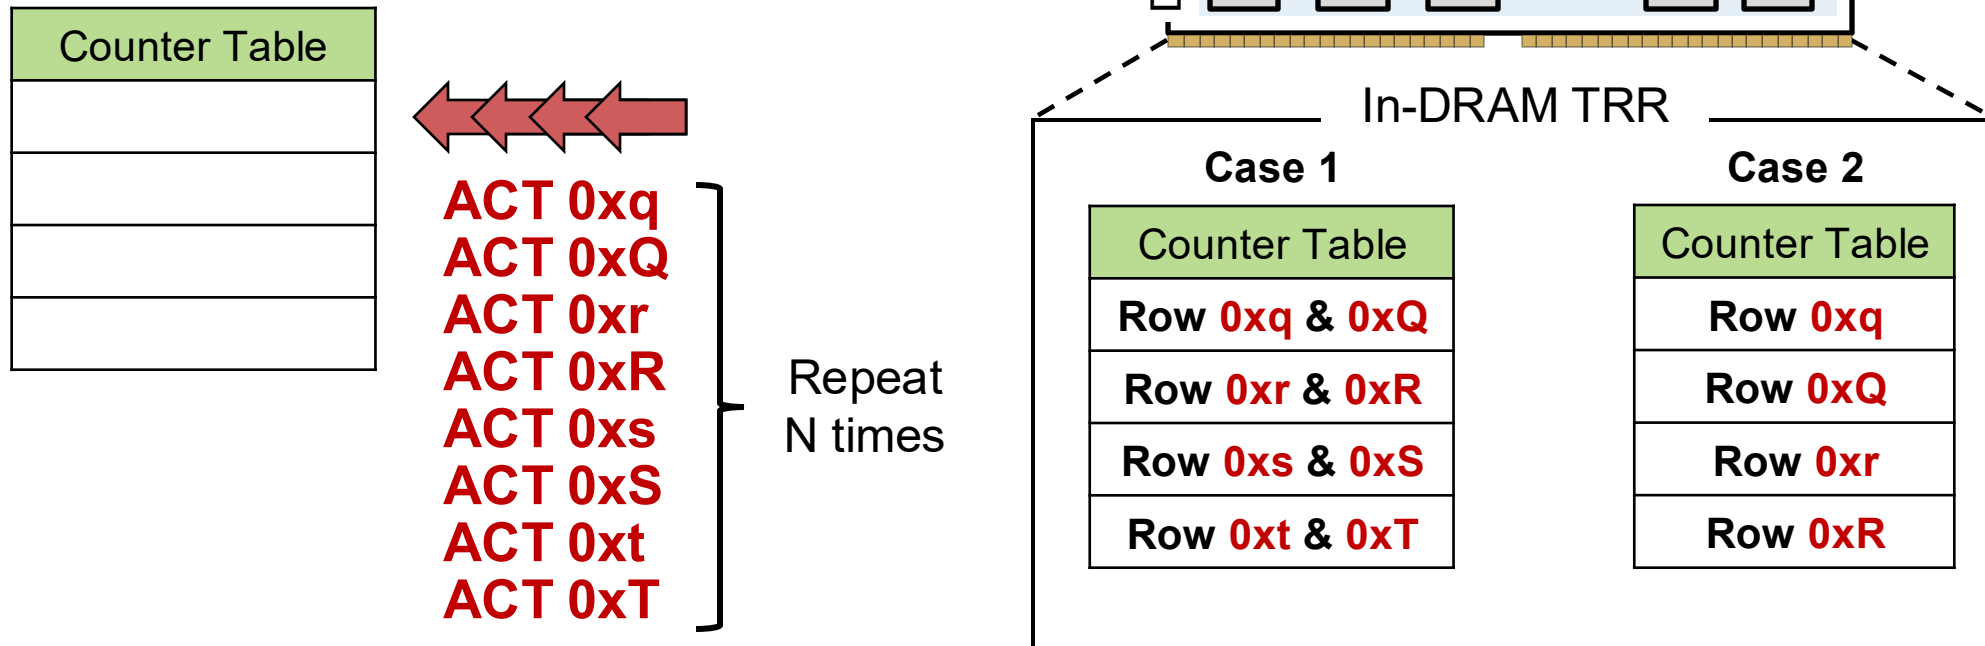 Counter Table
ACT 0xq
ACT 0xQ
ACT 0xr
ACT 0xR
ACT 0xs
ACT 0xS
ACT 0xt
ACT 0xT
Repeat
N times
In-DRAM TRR
Case 1
Counter Table
Row 0xq & 0xQ
Row 0xr & 0xR
Row 0xs & 0xS
Row 0xt & 0xT
Case 2
Counter Table
Row 0xq
Row 0xQ
Row 0xr
Row 0xR